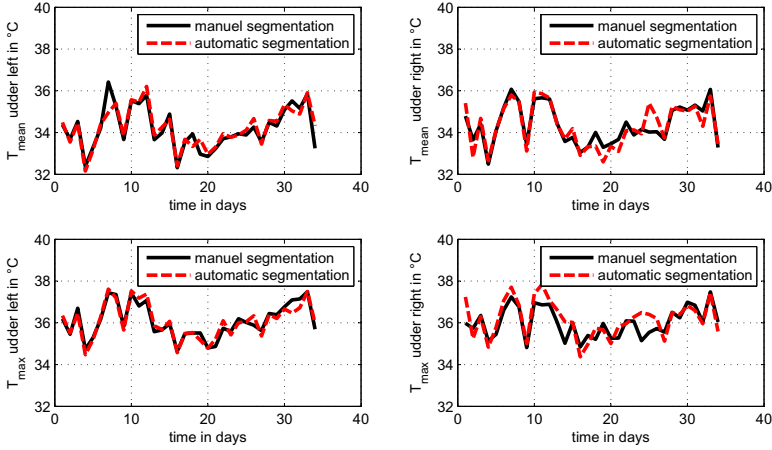 40
38
36
34
32
T_mean udder left in °C
manuel segmentation
automatic segmentation
0 10 20 30 40
time in days
40
38
36
34
32
T_mean udder right in °C
manuel segmentation
automatic segmentation
0 10 20 30 40
time in days
40
38
36
34
32
T_max udder left in °C
manuel segmentation
automatic segmentation
0 10 20 30 40
time in days
40
38
36
34
32
T_max udder right in °C
manuel segmentation
automatic segmentation
0 10 20 30 40
time in days